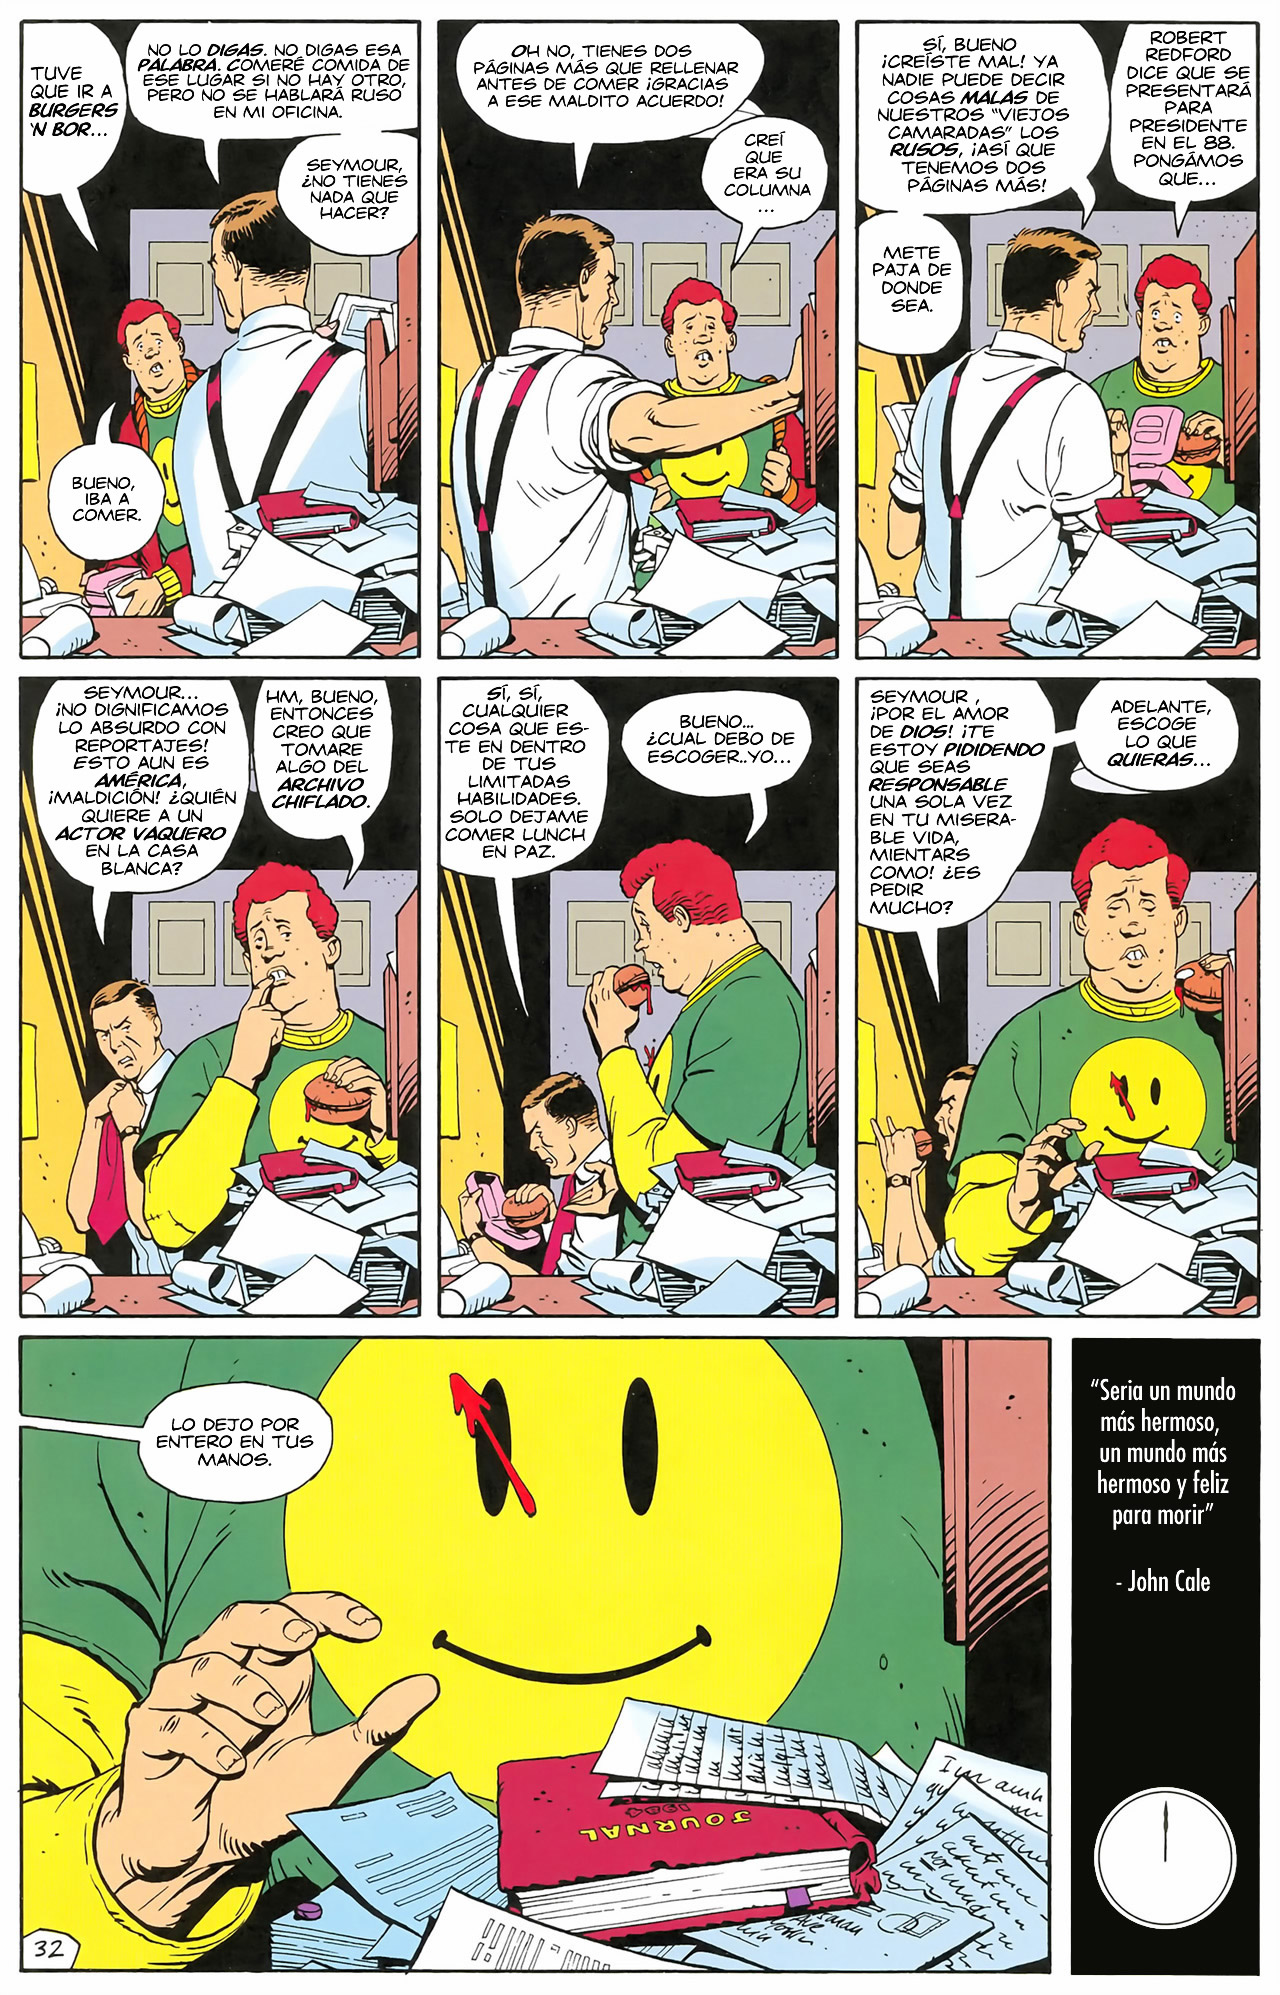 TUVE
QUE IR A
BURGERS
'N BOR...
NO LO DIGAS. NO DIGAS ESA
PALABRA. COMERÉ COMIDA DE
ESE LUGAR SI NO HAY OTRO,
PERO NO SE HABLARÁ RUSO
EN MI OFICINA.
SEYMOUR,
¿NO TIENES
NADA QUE
HACER?
BUENO,
IBA A
COMER.
OH NO, TIENES DOS
PÁGINAS MÁS QUE RELLENAR
ANTES DE COMER ¡GRACIAS
A ESE MALDITO ACUERDO!
CREÍ
QUE
ERA SU
COLUMNA
...
SÍ, BUENO
¡CREÍSTE MAL! YA
NADIE PUEDE DECIR
COSAS MALAS DE
NUESTROS "VIEJOS
CAMARADAS" LOS
RUSOS, ¡ASÍ QUE
TENEMOS DOS
PÁGINAS MÁS!
METE
PAJA DE
DONDE
SEA.
ROBERT
REDFORD
DICE QUE SE
PRESENTARÁ
PARA
PRESIDENTE
EN EL 88.
PONGÁMOS
QUE...
SEYMOUR...
¡NO DIGNIFICAMOS
LO ABSURDO CON
REPORTAJES!
ESTO AUN ES
AMÉRICA,
¡MALDICIÓN! ¿QUIÉN
QUIERE A UN
ACTOR VAQUERO
EN LA CASA
BLANCA?
HM, BUENO,
ENTONCES
CREO QUE
TOMARE
ALGO DEL
ARCHIVO
CHIFLADO.
SÍ, SÍ,
CUALQUIER
COSA QUE ES-
TE EN DENTRO
DE TUS
LIMITADAS
HABILIDADES.
SOLO DEJAME
COMER LUNCH
EN PAZ.
BUENO...
¿CUAL DEBO DE
ESCOGER..YO...
SEYMOUR ,
¡POR EL AMOR
DE DIOS! ¡TE
ESTOY PIDIDENDO
QUE SEAS
RESPONSABLE
UNA SOLA VEZ
EN TU MISERA-
BLE VIDA,
MIENTARS
COMO! ¿ES
PEDIR
MUCHO?
ADELANTE,
ESCOGE
LO QUE
QUIERAS...
LO DEJO POR
ENTERO EN TUS
MANOS.
JOURNAL
1984
32
"Seria un mundo
más hermoso,
un mundo más
hermoso y feliz
para morir"
- John Cale